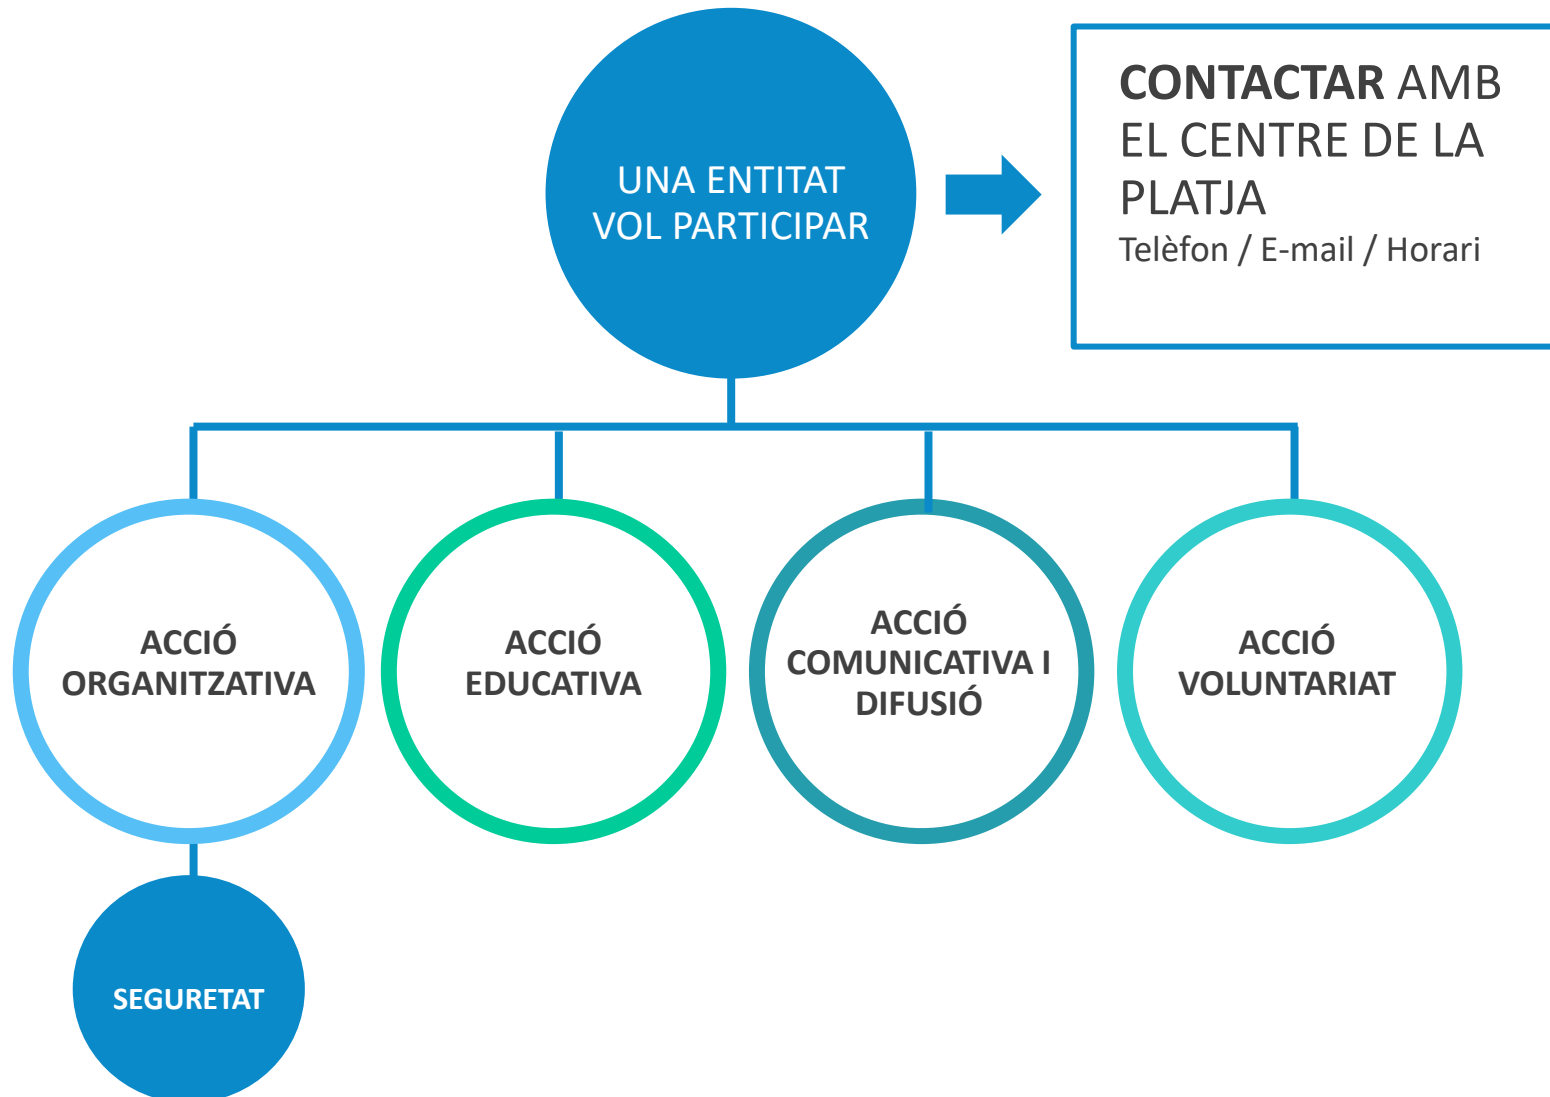 UNA ENTITAT
VOL PARTICIPAR
CONTACTAR AMB
EL CENTRE DE LA
PLATJA
Telèfon / E-mail / Horari
ACCIÓ
ORGANITZATIVA
ACCIÓ
EDUCATIVA
ACCIÓ
COMUNICATIVA I
DIFUSIÓ
ACCIÓ
VOLUNTARIAT
SEGURETAT